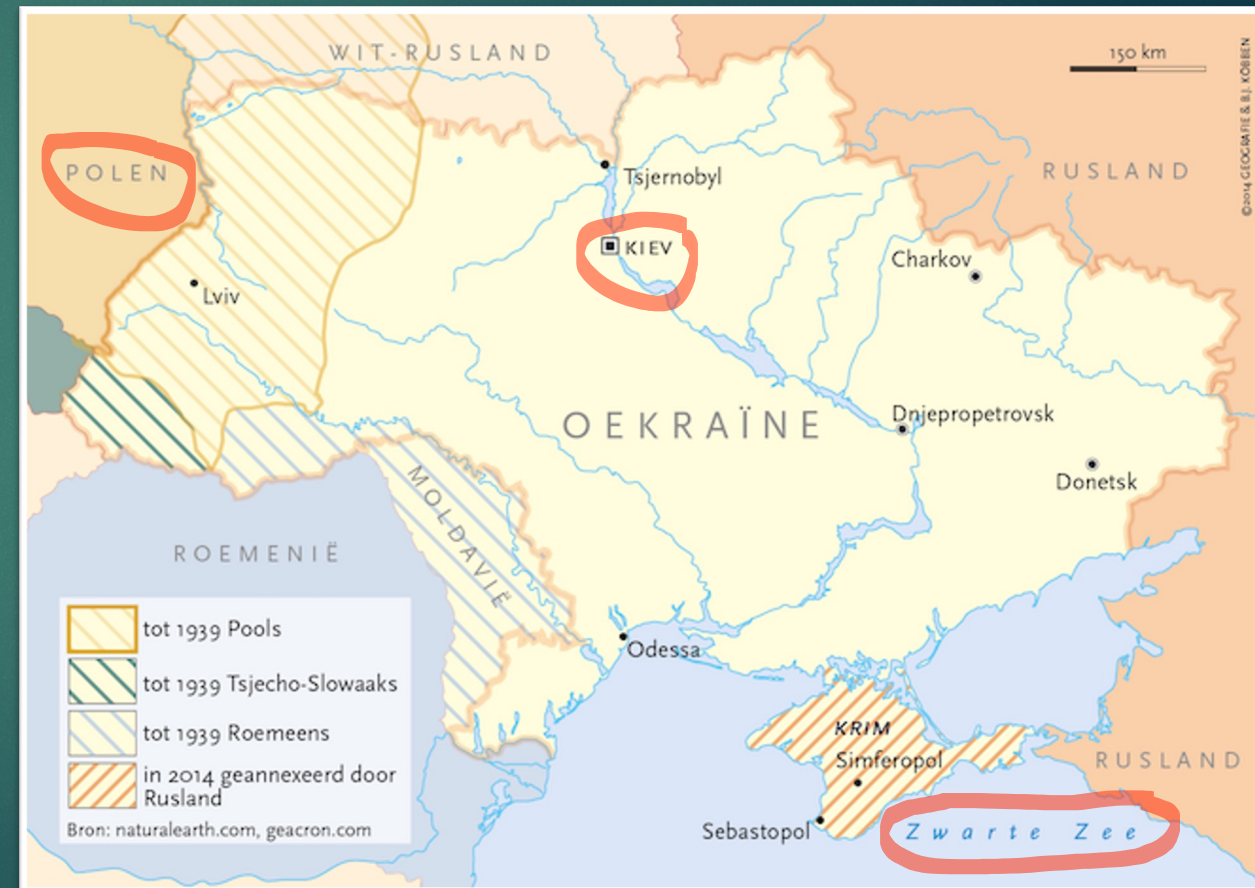 WIT-RUSLAND
150 km
POLEN
RUSLAND
Tsjernobyl
KIEV
Charkov
Lviv
OEKRAÏNE
Dnjepropetrovsk
Donetsk
MOLDAVIË
ROEMENIË
tot 1939 Pools
Odessa
tot 1939 Tsjecho-Slowaaks
tot 1939 Roemeens
KRIM
Simferopol
RUSLAND
in 2014 geannexeerd door
Rusland
Bron: naturalearth.com, geacron.com
Sebastopol
Zwarte Zee
©2014 GEOGRAFIE & B.J. KÖBBEN